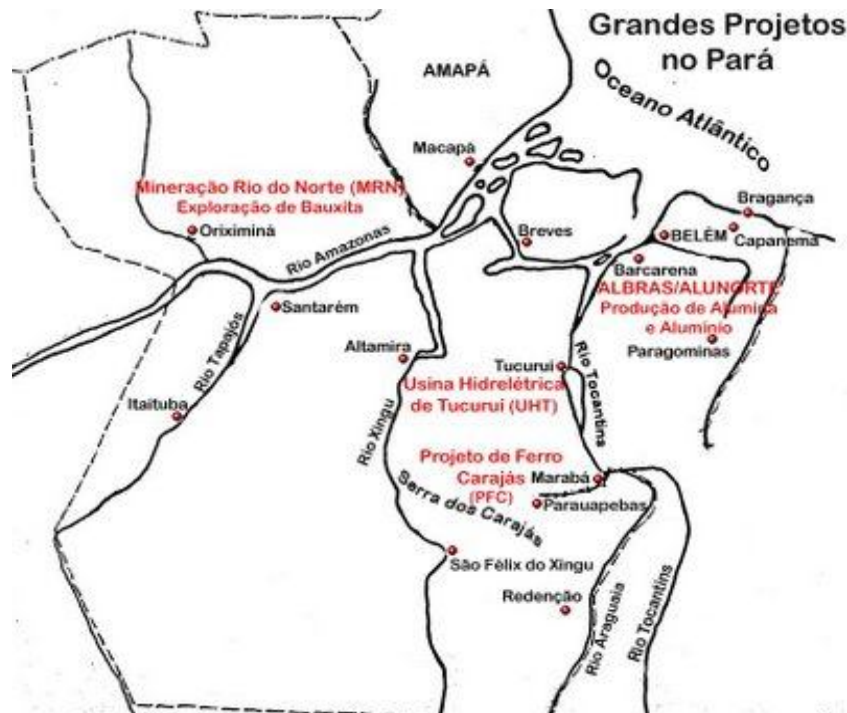 Grandes Projetos
no Pará
Oceano Atlântico
AMAPÁ
Macapá
Mineração Rio do Norte (MRN)
Exploração de Bauxita
Oriximiná
Rio Amazonas
Breves
Bragança
BELÉM
Capanema
Barcarena
ALBRAS/ALUNORTE
Produção de Alumina
e Alumínio
Paragominas
Santarém
Rio Tapajós
Altamira
Tucuruí
Rio Tocantins
Usina Hidrelétrica
de Tucuruí (UHT)
Itaituba
Rio Xingu
Projeto de Ferro
Carajás
(PFC)
Marabá
Serra dos Carajás
Parauapebas
São Félix do Xingu
Redenção
Rio Araguaia
Rio Tocantins